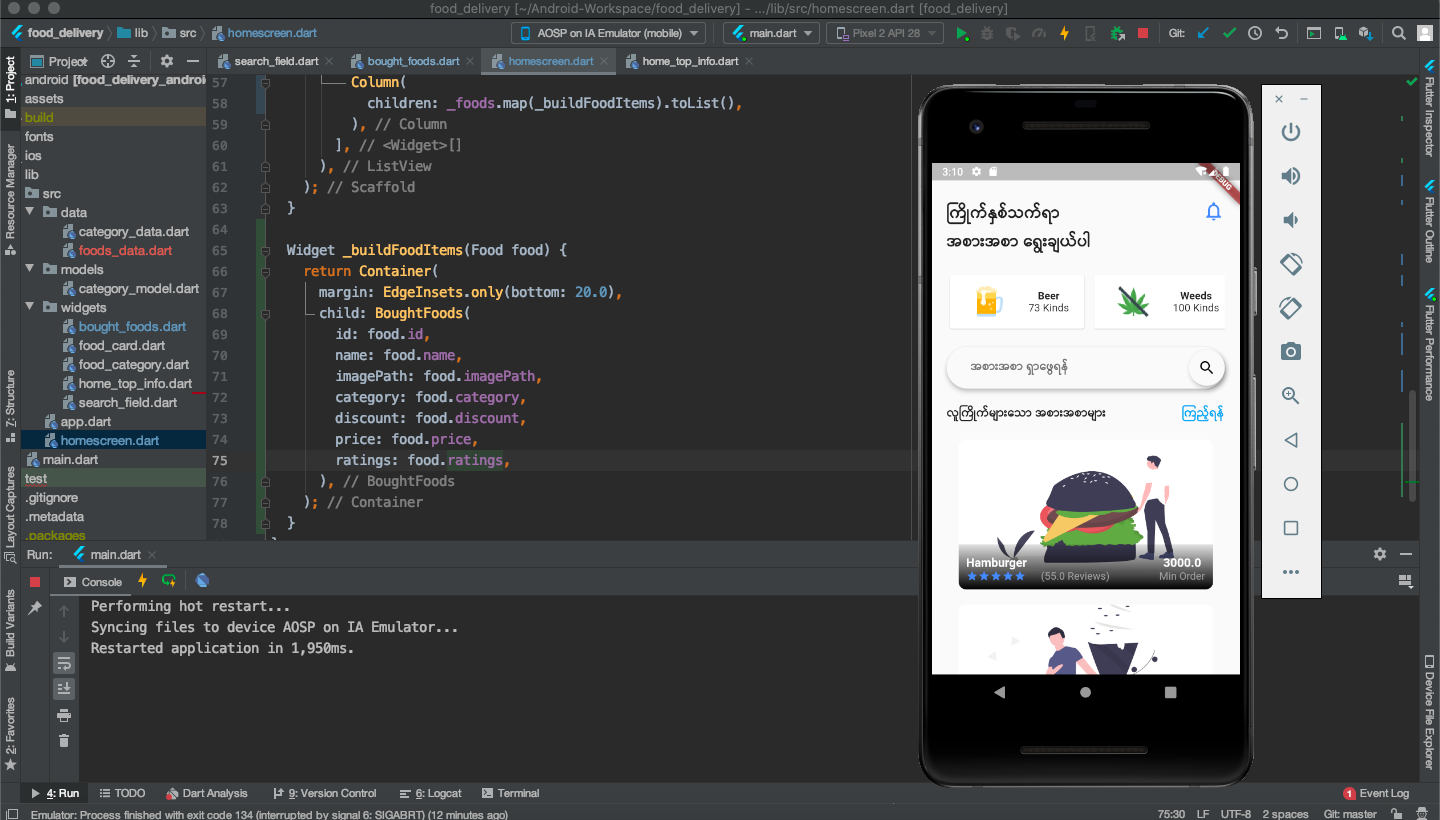 food_delivery [~/Android-Workspace/food_delivery] - .../lib/src/homescreen.dart [food_delivery]
food_delivery lib src homescreen.dart
AOSP on IA Emulator (mobile)
main.dart
Pixel 2 API 28
Git:
1: Project
Resource Manager
Z: Structure
Layout Captures
Build Variants
2: Favorites
Project
android [food_delivery_android]
assets
build
fonts
ios
lib
src
data
category_data.dart
foods_data.dart
models
category_model.dart
widgets
bought_foods.dart
food_card.dart
food_category.dart
home_top_info.dart
search_field.dart
app.dart
homescreen.dart
main.dart
test
.gitignore
.metadata
.packages
search_field.dart
bought_foods.dart
homescreen.dart
home_top_info.dart
57 Column(
58 children: _foods.map(_buildFoodItems).toList(),
59 ), // Column
60 ], // <Widget>[]
61 ), // ListView
62 ); // Scaffold
63 }
64
65 Widget _buildFoodItems(Food food) {
66 return Container(
67 margin: EdgeInsets.only(bottom: 20.0),
68 child: BoughtFoods(
69 id: food.id,
70 name: food.name,
71 imagePath: food.imagePath,
72 category: food.category,
73 discount: food.discount,
74 price: food.price,
75 ratings: food.ratings,
76 ), // BoughtFoods
77 ); // Container
78 }
3:10
DEBUG
ကြိုက်နှစ်သက်ရာ
အစားအစာ ရွေးချယ်ပါ
Beer
73 Kinds
Weeds
100 Kinds
အစားအစာ ရှာဖွေရန်
လူကြိုက်များသော အစားအစာများ
ကြည့်ရန်
Hamburger
3000.0
(55.0 Reviews)
Min Order
Flutter Inspector
Flutter Outline
Flutter Performance
Device File Explorer
Run: main.dart
Console
Performing hot restart...
Syncing files to device AOSP on IA Emulator...
Restarted application in 1,950ms.
4: Run
TODO
Dart Analysis
9: Version Control
6: Logcat
Terminal
1 Event Log
Emulator: Process finished with exit code 134 (interrupted by signal 6: SIGABRT) (12 minutes ago)
75:30 LF UTF-8 2 spaces Git: master